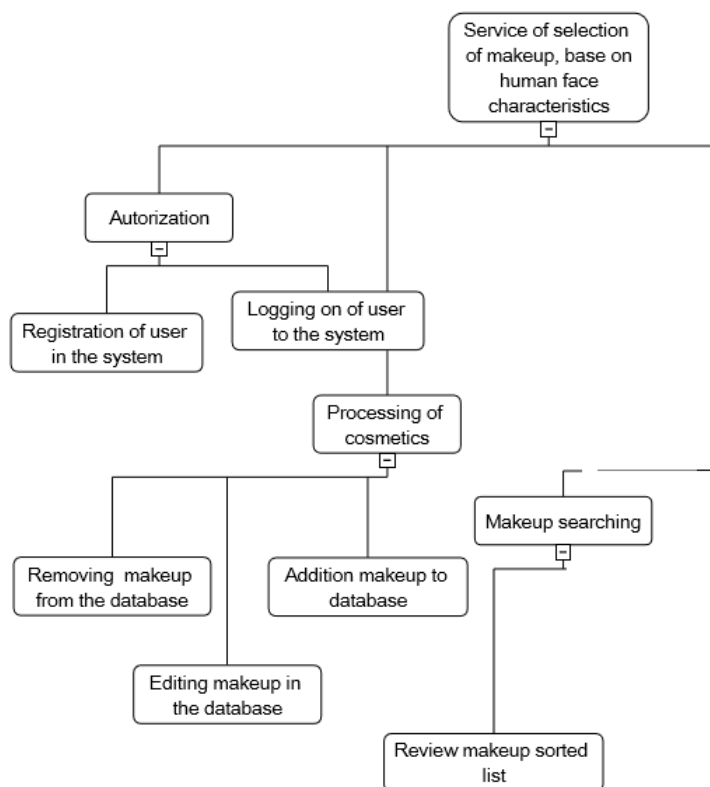 Service of selection
of makeup, base on
human face
characteristics
Autorization
Registration of user
in the system
Logging on of user
to the system
Processing of
cosmetics
Makeup searching
Removing makeup
from the database
Addition makeup to
database
Editing makeup in
the database
Review makeup sorted
list